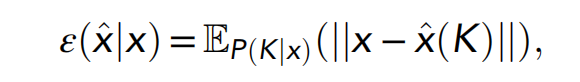 ε(x̂|x) = 𝔼_{P(K|x)}(||x − x̂(K)||),